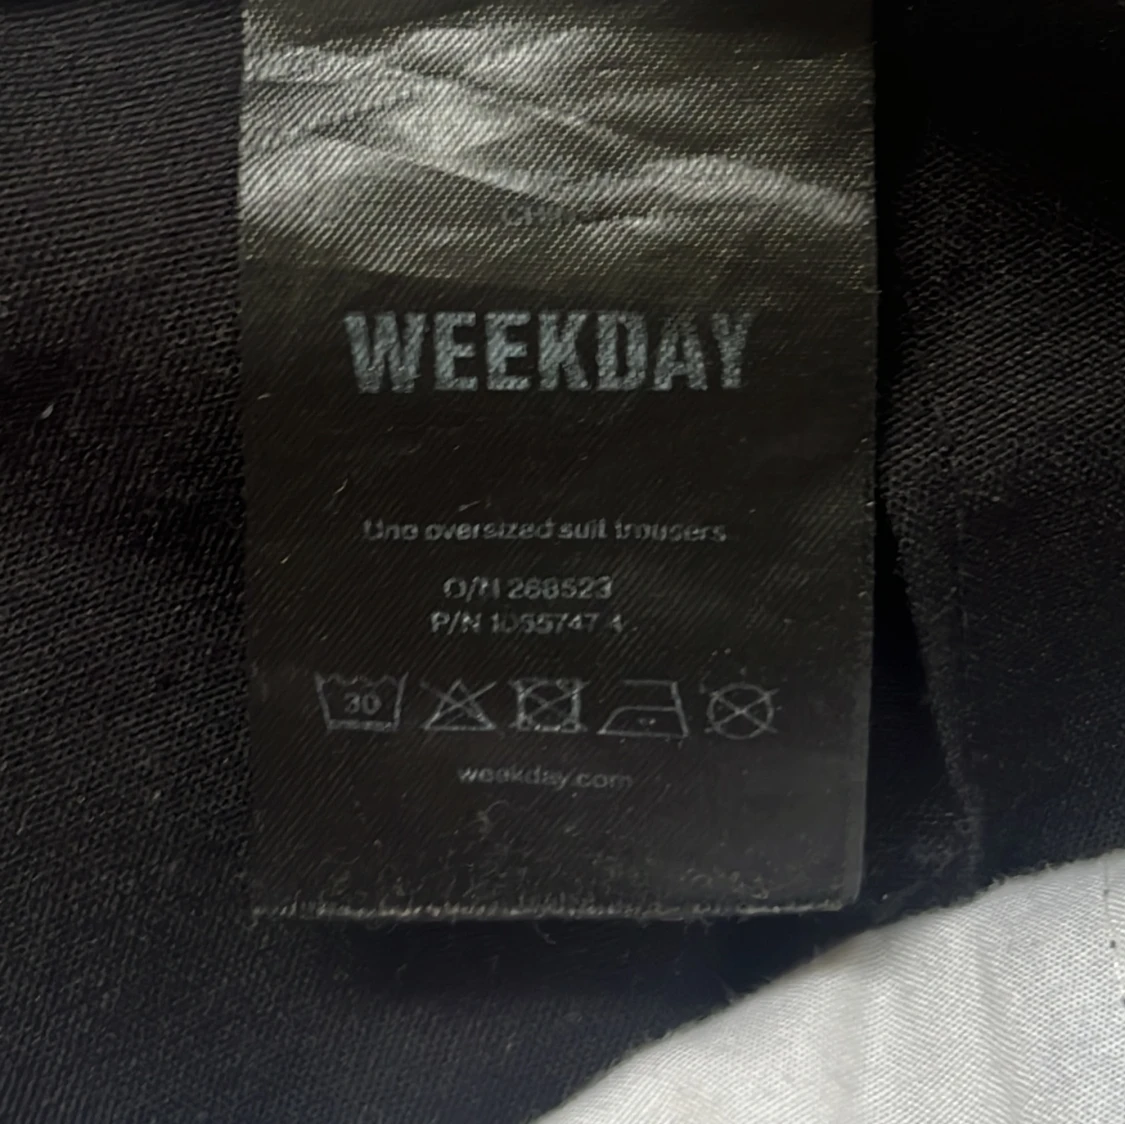 WEEKDAY
Uno oversized suit trousers
O/N 268523
P/N 1055747 4
30
weekday.com